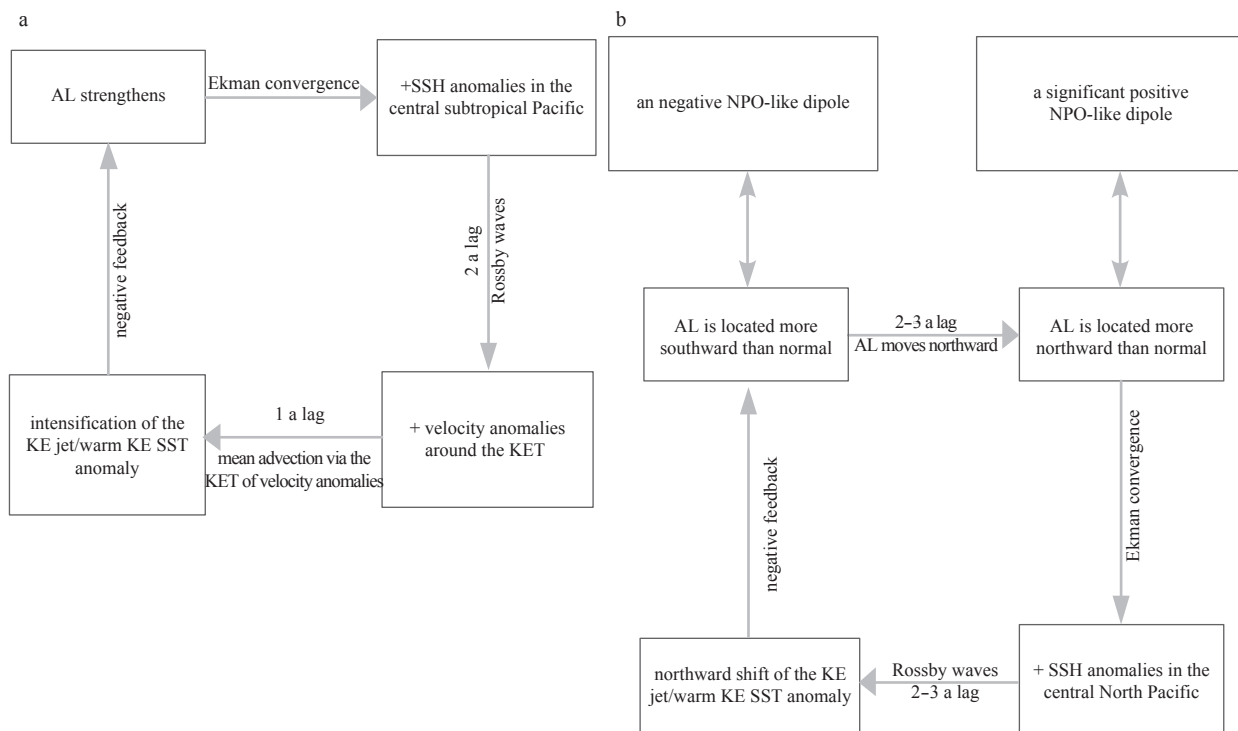 a
AL strengthens
Ekman convergence
+SSH anomalies in the
central subtropical Pacific
2 a lag
Rossby waves
+ velocity anomalies
around the KET
1 a lag
mean advection via the
KET of velocity anomalies
intensification of the
KE jet/warm KE SST
anomaly
negative feedback
b
an negative NPO-like dipole
a significant positive
NPO-like dipole
AL is located more
southward than normal
2–3 a lag
AL moves northward
AL is located more
northward than normal
Ekman convergence
+ SSH anomalies in the
central North Pacific
Rossby waves
2–3 a lag
northward shift of the KE
jet/warm KE SST anomaly
negative feedback